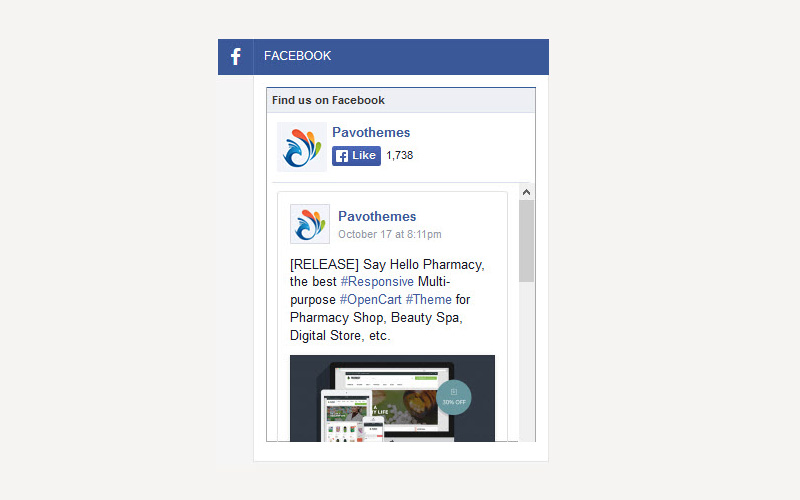 FACEBOOK
Find us on Facebook
Pavothemes
Like 1,738
Pavothemes
October 17 at 8:11pm
[RELEASE] Say Hello Pharmacy,
the best #Responsive Multi-
purpose #OpenCart #Theme for
Pharmacy Shop, Beauty Spa,
Digital Store, etc.
30% OFF